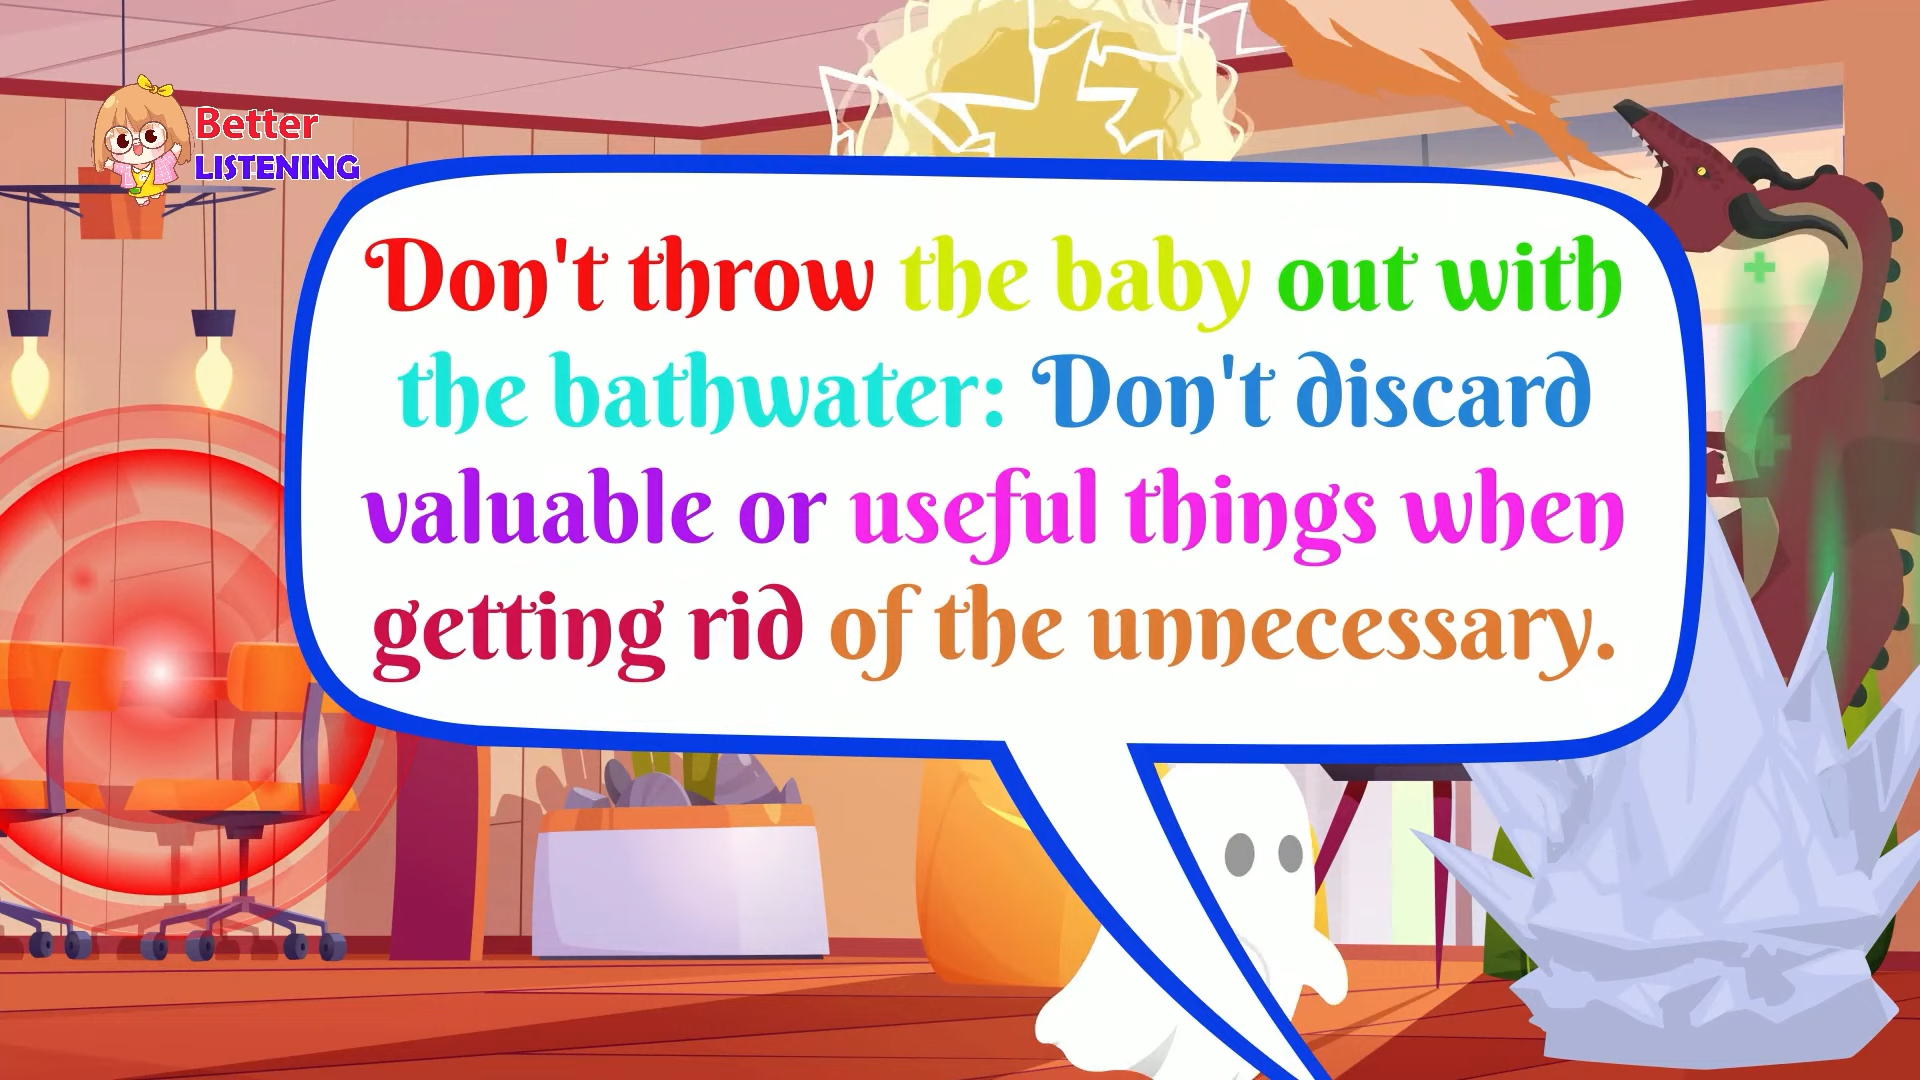 Better
LISTENING
Don't throw the baby out with
the bathwater: Don't discard
valuable or useful things when
getting rid of the unnecessary.